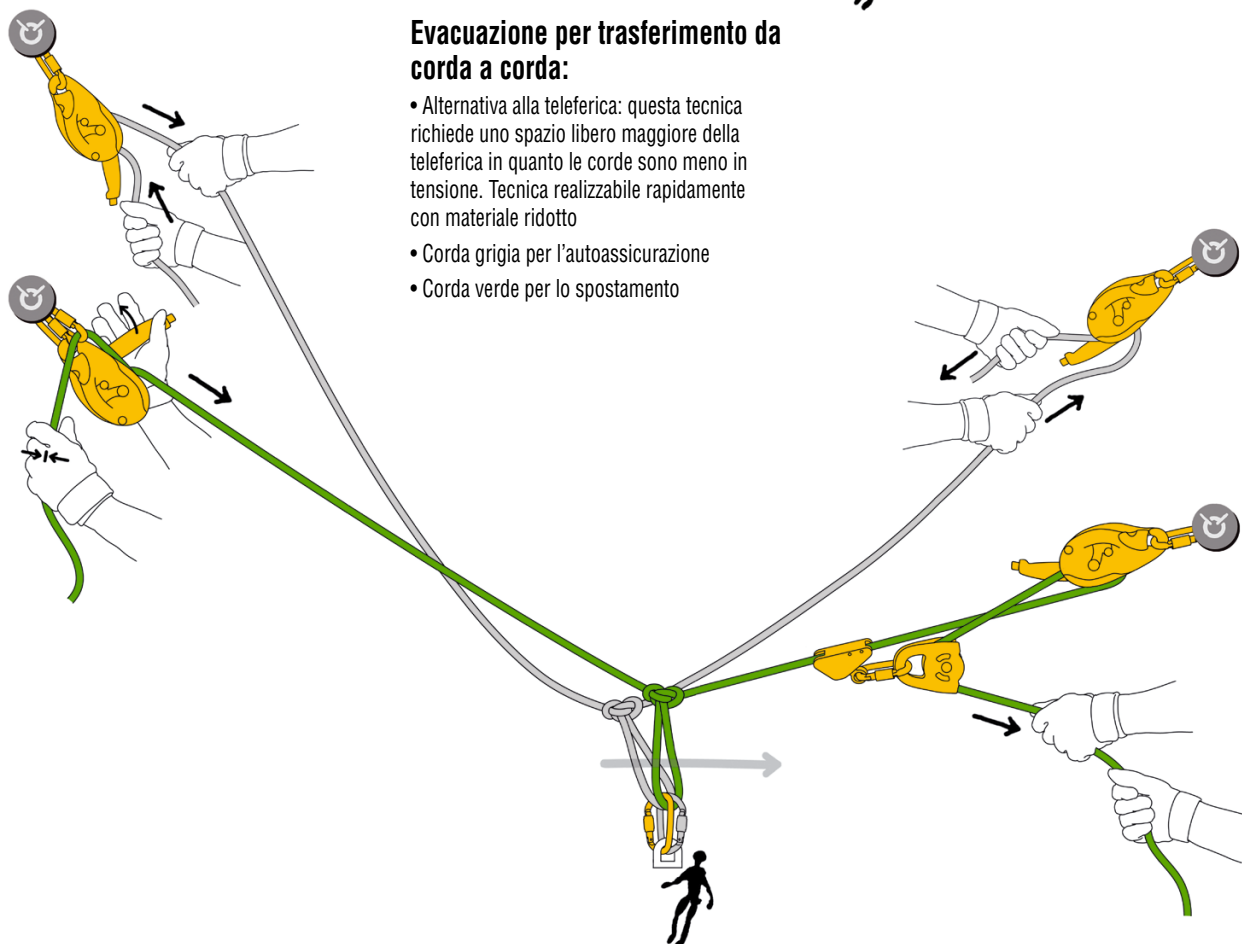 Evacuazione per trasferimento da
corda a corda:
• Alternativa alla teleferica: questa tecnica
richiede uno spazio libero maggiore della
teleferica in quanto le corde sono meno in
tensione. Tecnica realizzabile rapidamente
con materiale ridotto
• Corda grigia per l’autoassicurazione
• Corda verde per lo spostamento